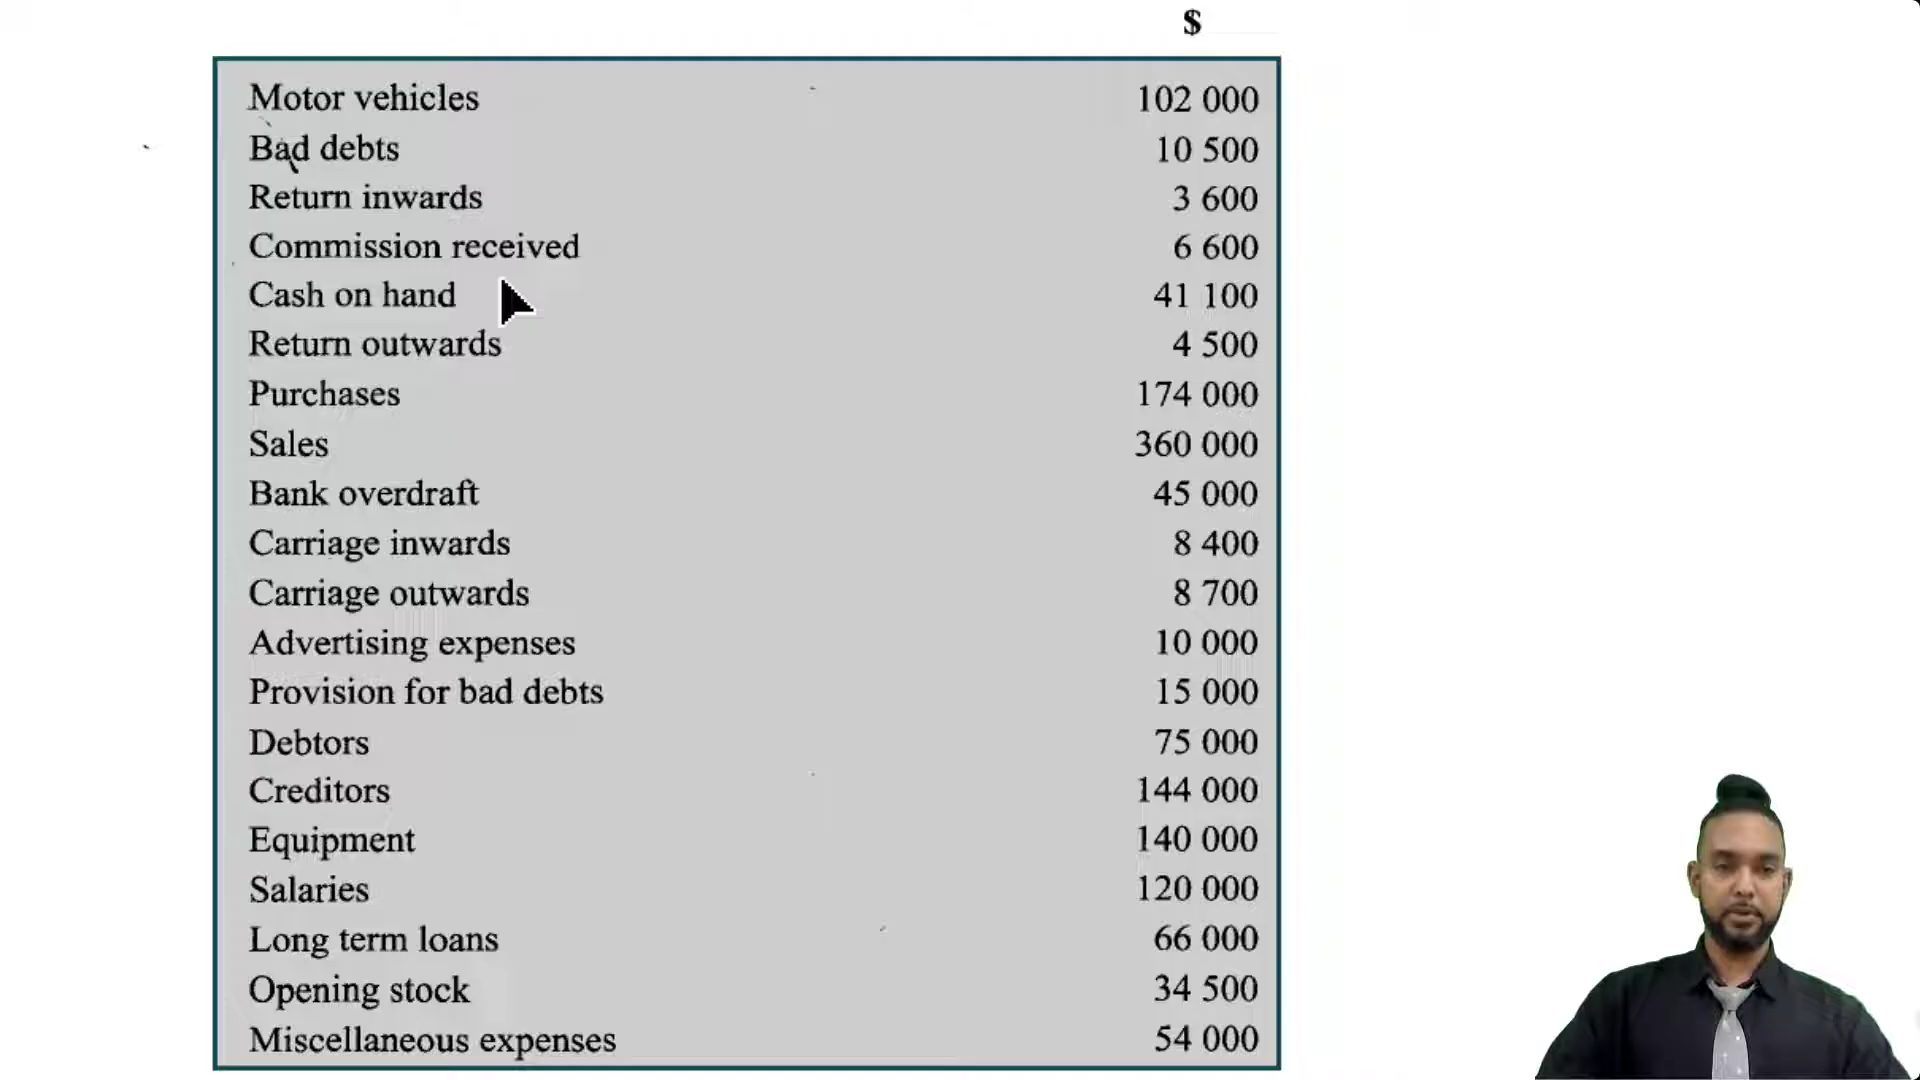 $
Motor vehicles 102 000
Bad debts 10 500
Return inwards 3 600
Commission received 6 600
Cash on hand 41 100
Return outwards 4 500
Purchases 174 000
Sales 360 000
Bank overdraft 45 000
Carriage inwards 8 400
Carriage outwards 8 700
Advertising expenses 10 000
Provision for bad debts 15 000
Debtors 75 000
Creditors 144 000
Equipment 140 000
Salaries 120 000
Long term loans 66 000
Opening stock 34 500
Miscellaneous expenses 54 000